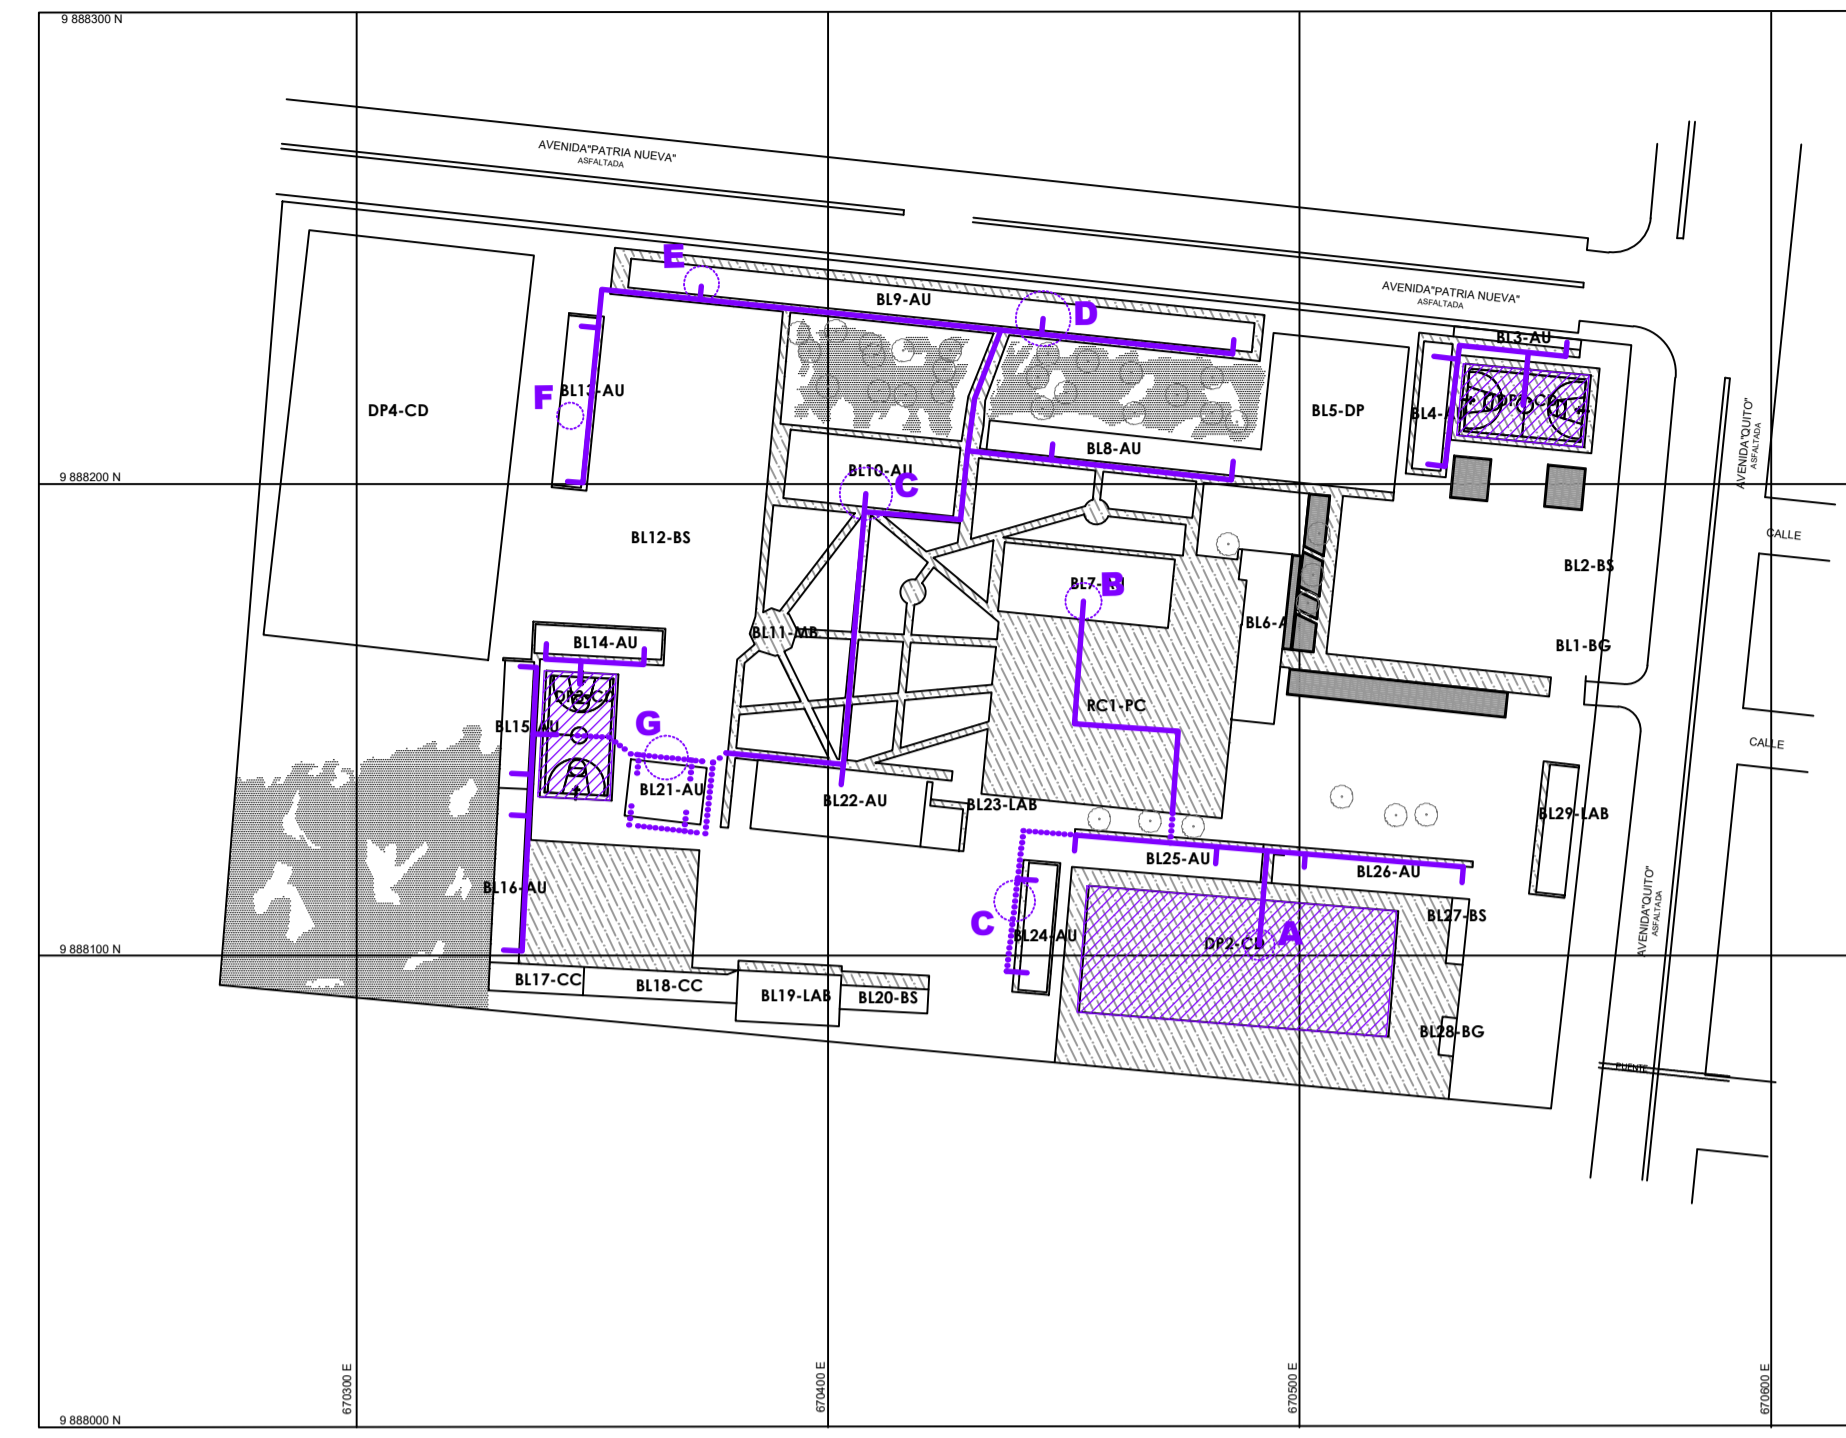 9 888300 N
AVENIDA"PATRIA NUEVA"
ASFALTADA
E
AVENIDA"PATRIA NUEVA"
ASFALTADA
BL9-AU
D
BL3-AU
F
BL13-AU
DP4-CD
BL5-DP
AVENIDA"QUITO"
ASFALTADA
BL8-AU
9 888200 N
BL10-AU
C
BL12-BS
CALLE
BL2-BS
B
BL11-MB
BL14-AU
BL1-BG
RC1-PC
G
BL15-AU
CALLE
BL21-AU
BL22-AU
BL23-LAB
BL29-LAB
BL25-AU
BL26-AU
BL16-AU
AVENIDA"QUITO"
ASFALTADA
C
BL24-AU
BL27-BS
DP2-CD
A
9 888100 N
BL17-CC
BL18-CC
BL19-LAB
BL20-BS
BL28-BG
PUENTE
670300 E
670400 E
670500 E
670600 E
9 888000 N